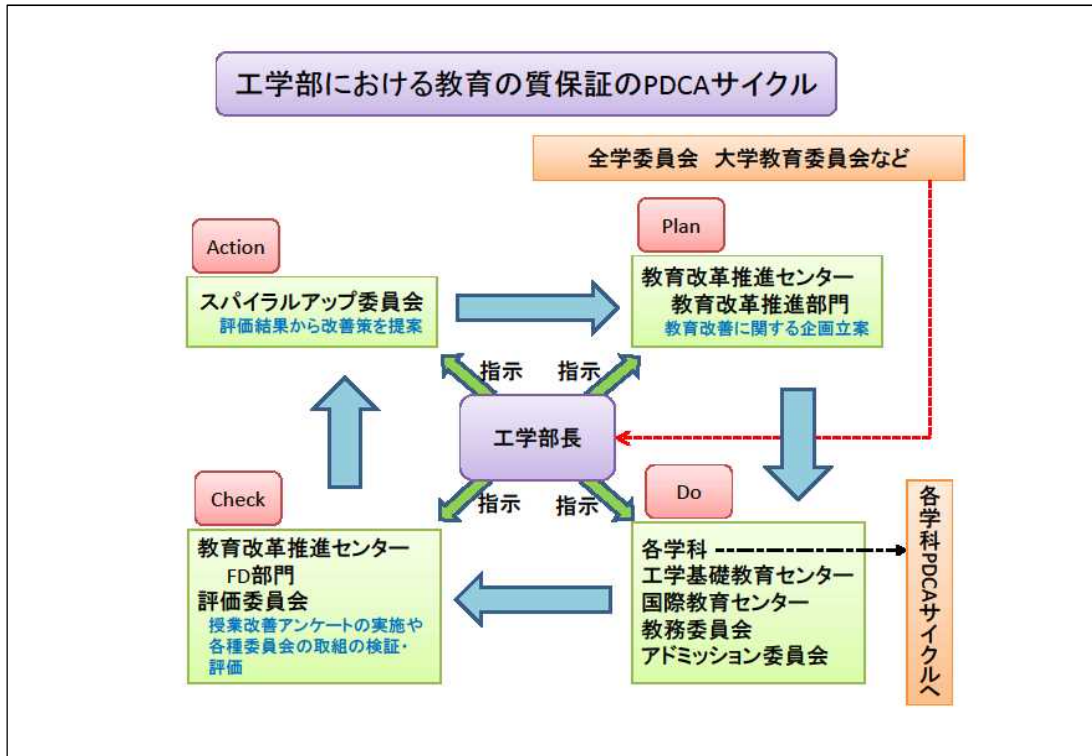 工学部における教育の質保証のPDCAサイクル
全学委員会 大学教育委員会など
Action
スパイラルアップ委員会
評価結果から改善策を提案
Plan
教育改革推進センター
教育改革推進部門
教育改善に関する企画立案
指示 指示
工学部長
指示 指示
Check
教育改革推進センター
FD部門
評価委員会
授業改善アンケートの実施や
各種委員会の取組の検証・
評価
Do
各学科
工学基礎教育センター
国際教育センター
教務委員会
アドミッション委員会
各学科PDCAサイクルへ